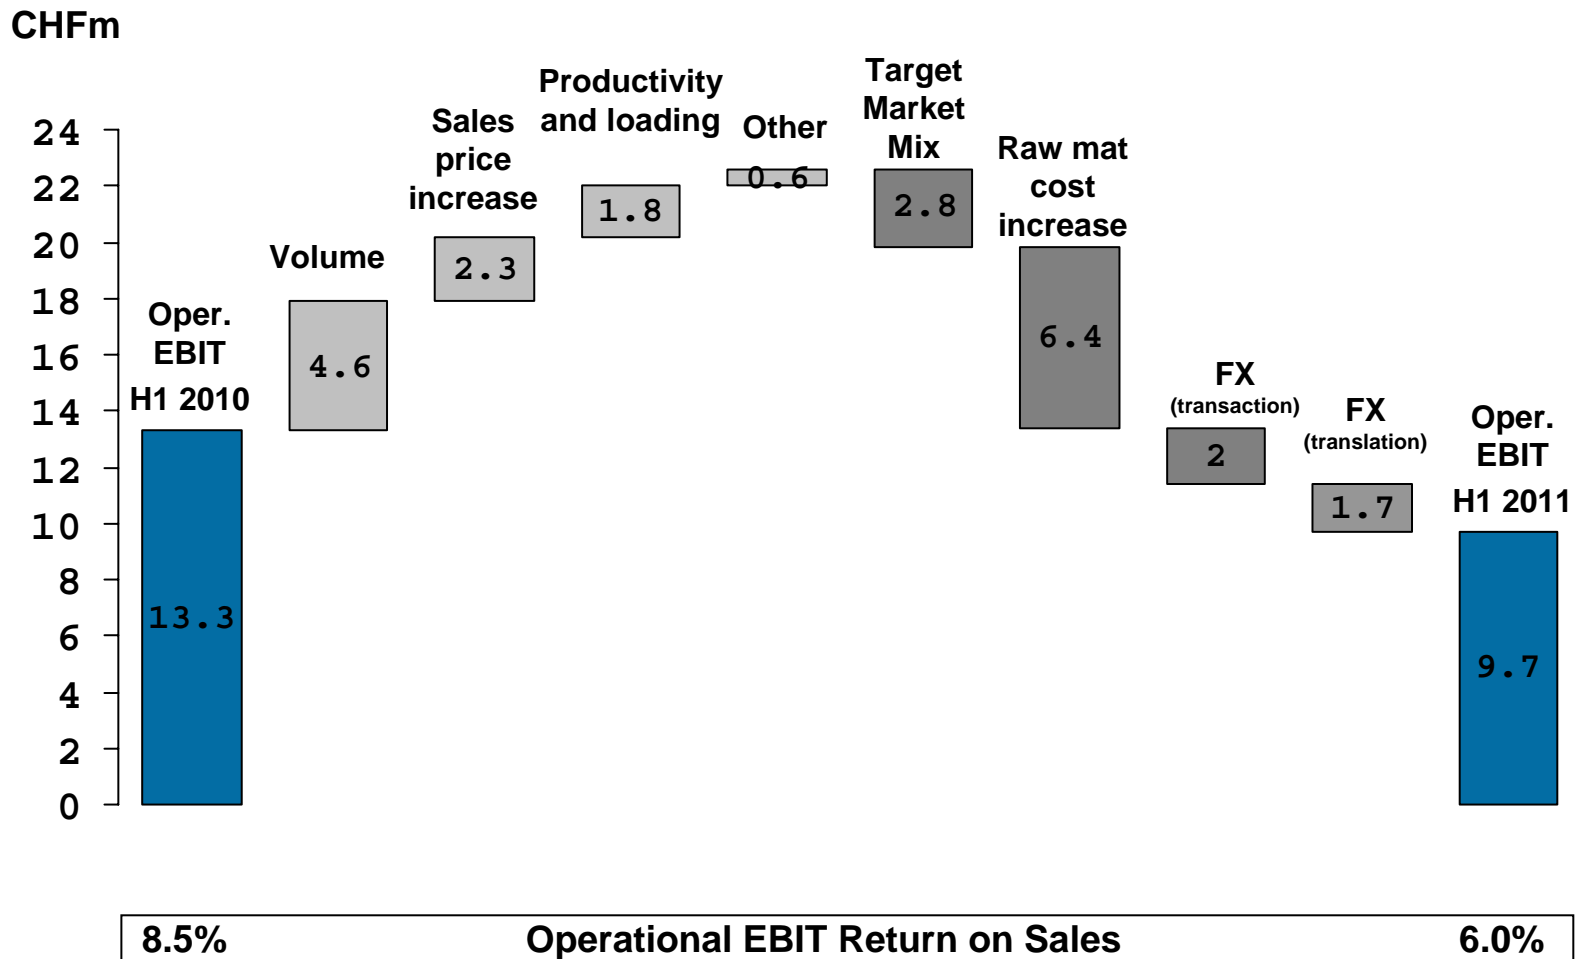 CHFm
24
22
20
18
16
14
12
10
8
6
4
2
0
Oper.
EBIT
H1 2010
13.3
Volume
4.6
Sales
price
increase
2.3
Productivity
and loading
1.8
Other
0.6
Target
Market
Mix
2.8
Raw mat
cost
increase
6.4
FX
(transaction)
2
FX
(translation)
1.7
Oper.
EBIT
H1 2011
9.7
8.5% Operational EBIT Return on Sales 6.0%